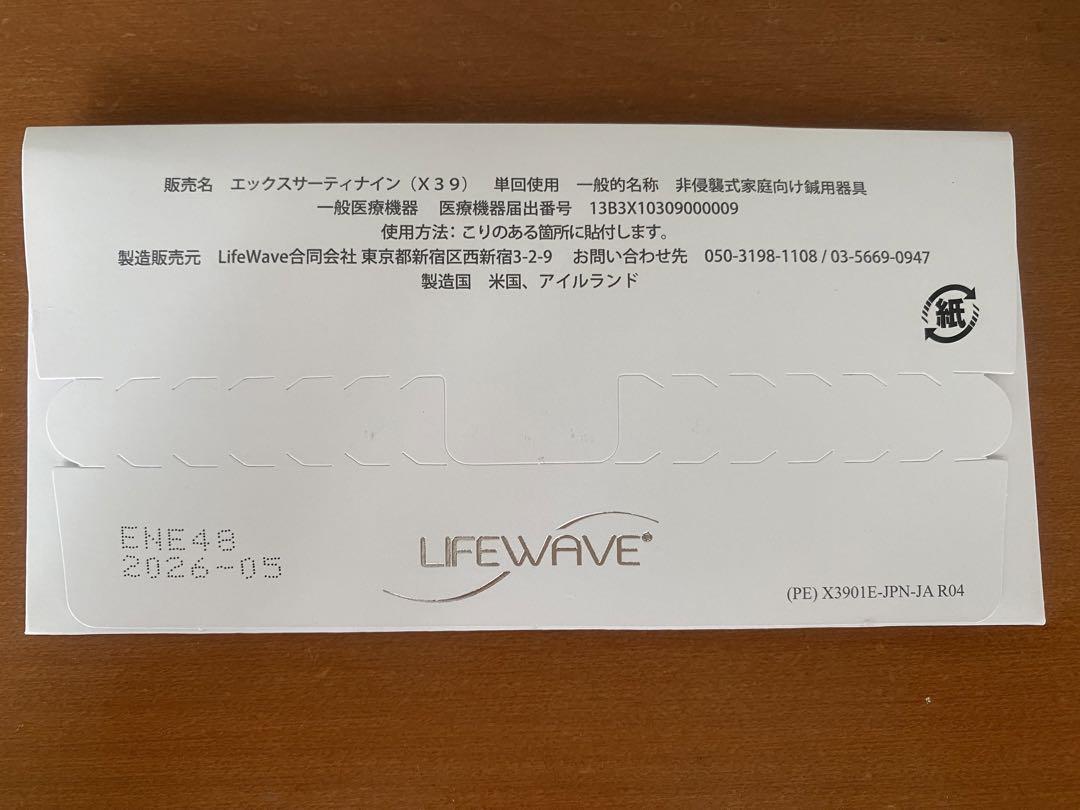 販売名 エックスサーティナイン（X３９） 単回使用 一般的名称 非侵襲式家庭向け鍼用器具
一般医療機器 医療機器届出番号 13B3X10309000009
使用方法：こりのある箇所に貼付します。
製造販売元 LifeWave合同会社 東京都新宿区西新宿3-2-9 お問い合わせ先 050-3198-1108 / 03-5669-0947
製造国 米国、アイルランド
紙
ENE48
2026-05
LIFEWAVE
(PE) X3901E-JPN-JA R04